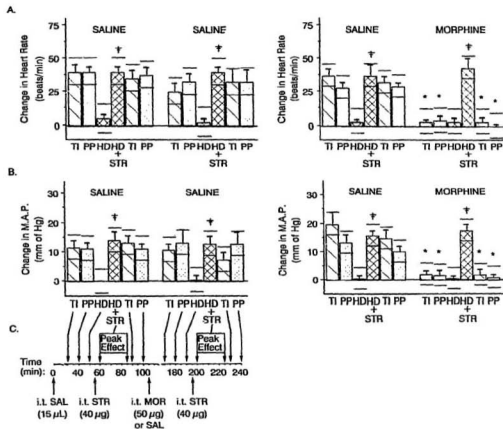 A.
SALINE SALINE
Change in Heart Rate
(beats/min)
50
25
0
TI PP HD HD TI PP TI PP HD HD TI PP
+ +
STR STR
SALINE MORPHINE
Change in Heart Rate
(beats/min)
50
25
0
* * * *
TI PP HD HD TI PP TI PP HD HD TI PP
+ +
STR STR
B.
SALINE SALINE
Change in M.A.P.
(mm of Hg)
30
20
10
TI PP HD HD TI PP TI PP HD HD TI PP
+ +
STR STR
SALINE MORPHINE
Change in M.A.P.
(mm of Hg)
30
20
10
0
* * * *
TI PP HD HD TI PP TI PP HD HD TI PP
+ +
STR STR
C.
Peak Peak
Effect Effect
Time
(min): 0 40 60 80 100 180 200 220 240
i.t. SAL i.t. STR i.t. MOR i.t. STR
(15 µL) (40 µg) (50 µg) (40 µg)
or SAL